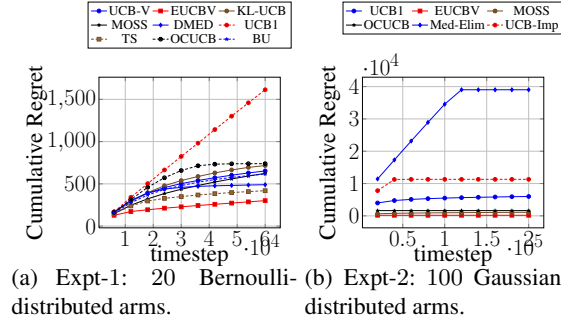 UCB-V EUCBV KL-UCB
MOSS DMED UCB1
TS OCUCB BU
Cumulative Regret
1,500
1,000
500
0
1 2 3 4 5 6
·10^4
timestep
(a) Expt-1: 20 Bernoulli-
distributed arms.
UCB1 EUCBV MOSS
OCUCB Med-Elim UCB-Imp
·10^4
Cumulative Regret
4
3
2
1
0
0.5 1 1.5 2
·10^5
timestep
(b) Expt-2: 100 Gaussian
distributed arms.